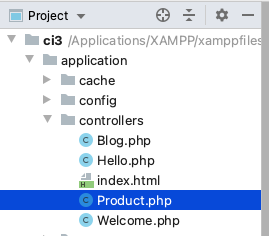 Project
ci3 /Applications/XAMPP/xamppfiles
application
cache
config
controllers
Blog.php
Hello.php
index.html
Product.php
Welcome.php